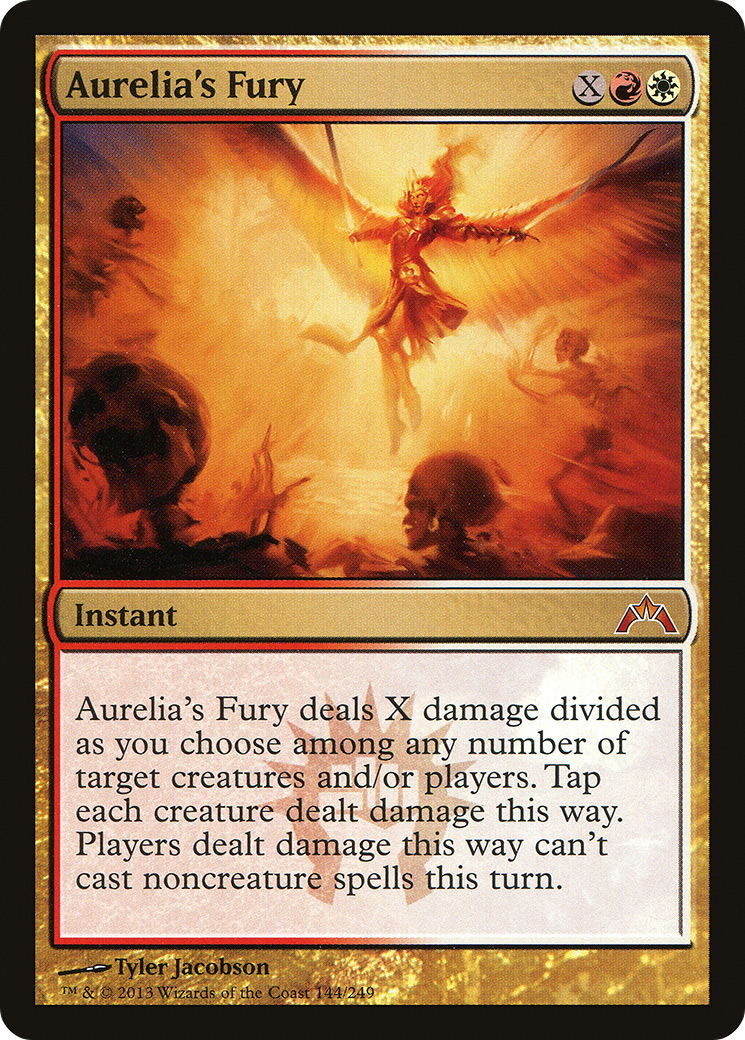 Aurelia's Fury X
Instant
Aurelia's Fury deals X damage divided
as you choose among any number of
target creatures and/or players. Tap
each creature dealt damage this way.
Players dealt damage this way can't
cast noncreature spells this turn.
Tyler Jacobson
™ & © 2013 Wizards of the Coast 144/249